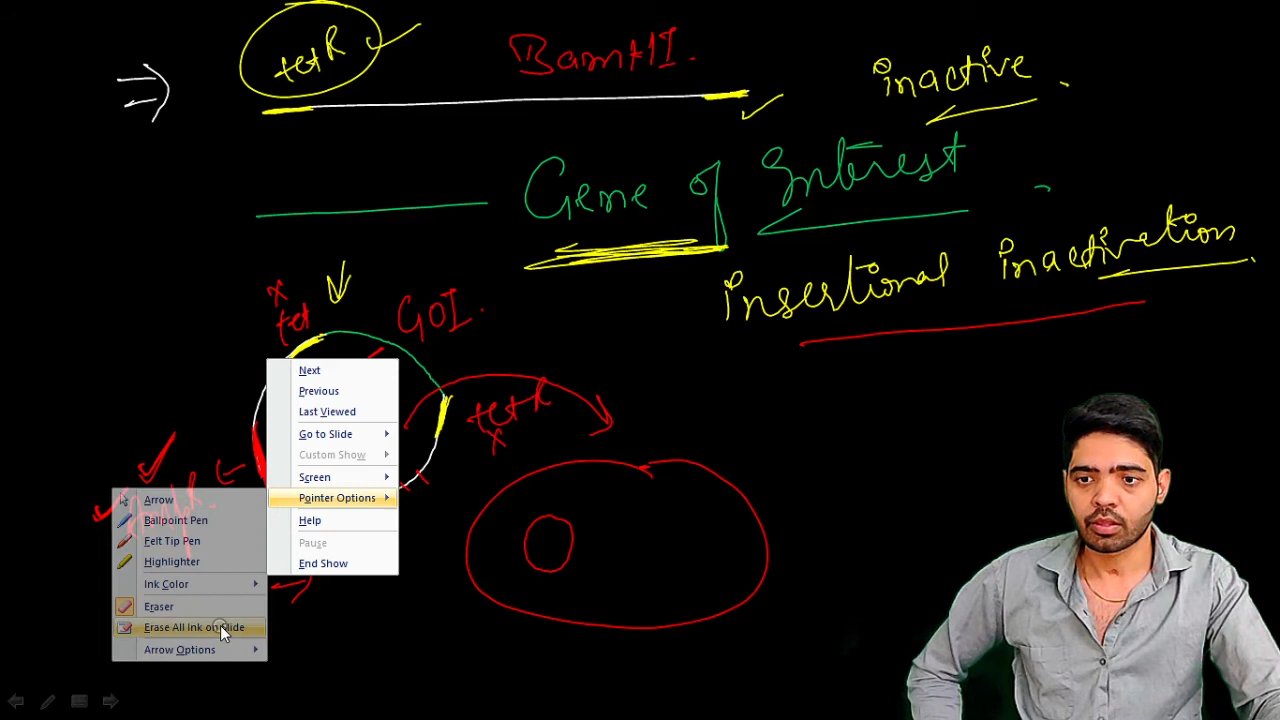 tetR
BamHI.
inactive
Gene of Interest
Insertional inactivation
x
tet
GOI.
tetR
x
Next
Previous
Last Viewed
Go to Slide
Custom Show
Screen
Pointer Options
Help
Pause
End Show
Arrow
Ballpoint Pen
Felt Tip Pen
Highlighter
Ink Color
Eraser
Erase All Ink on Slide
Arrow Options